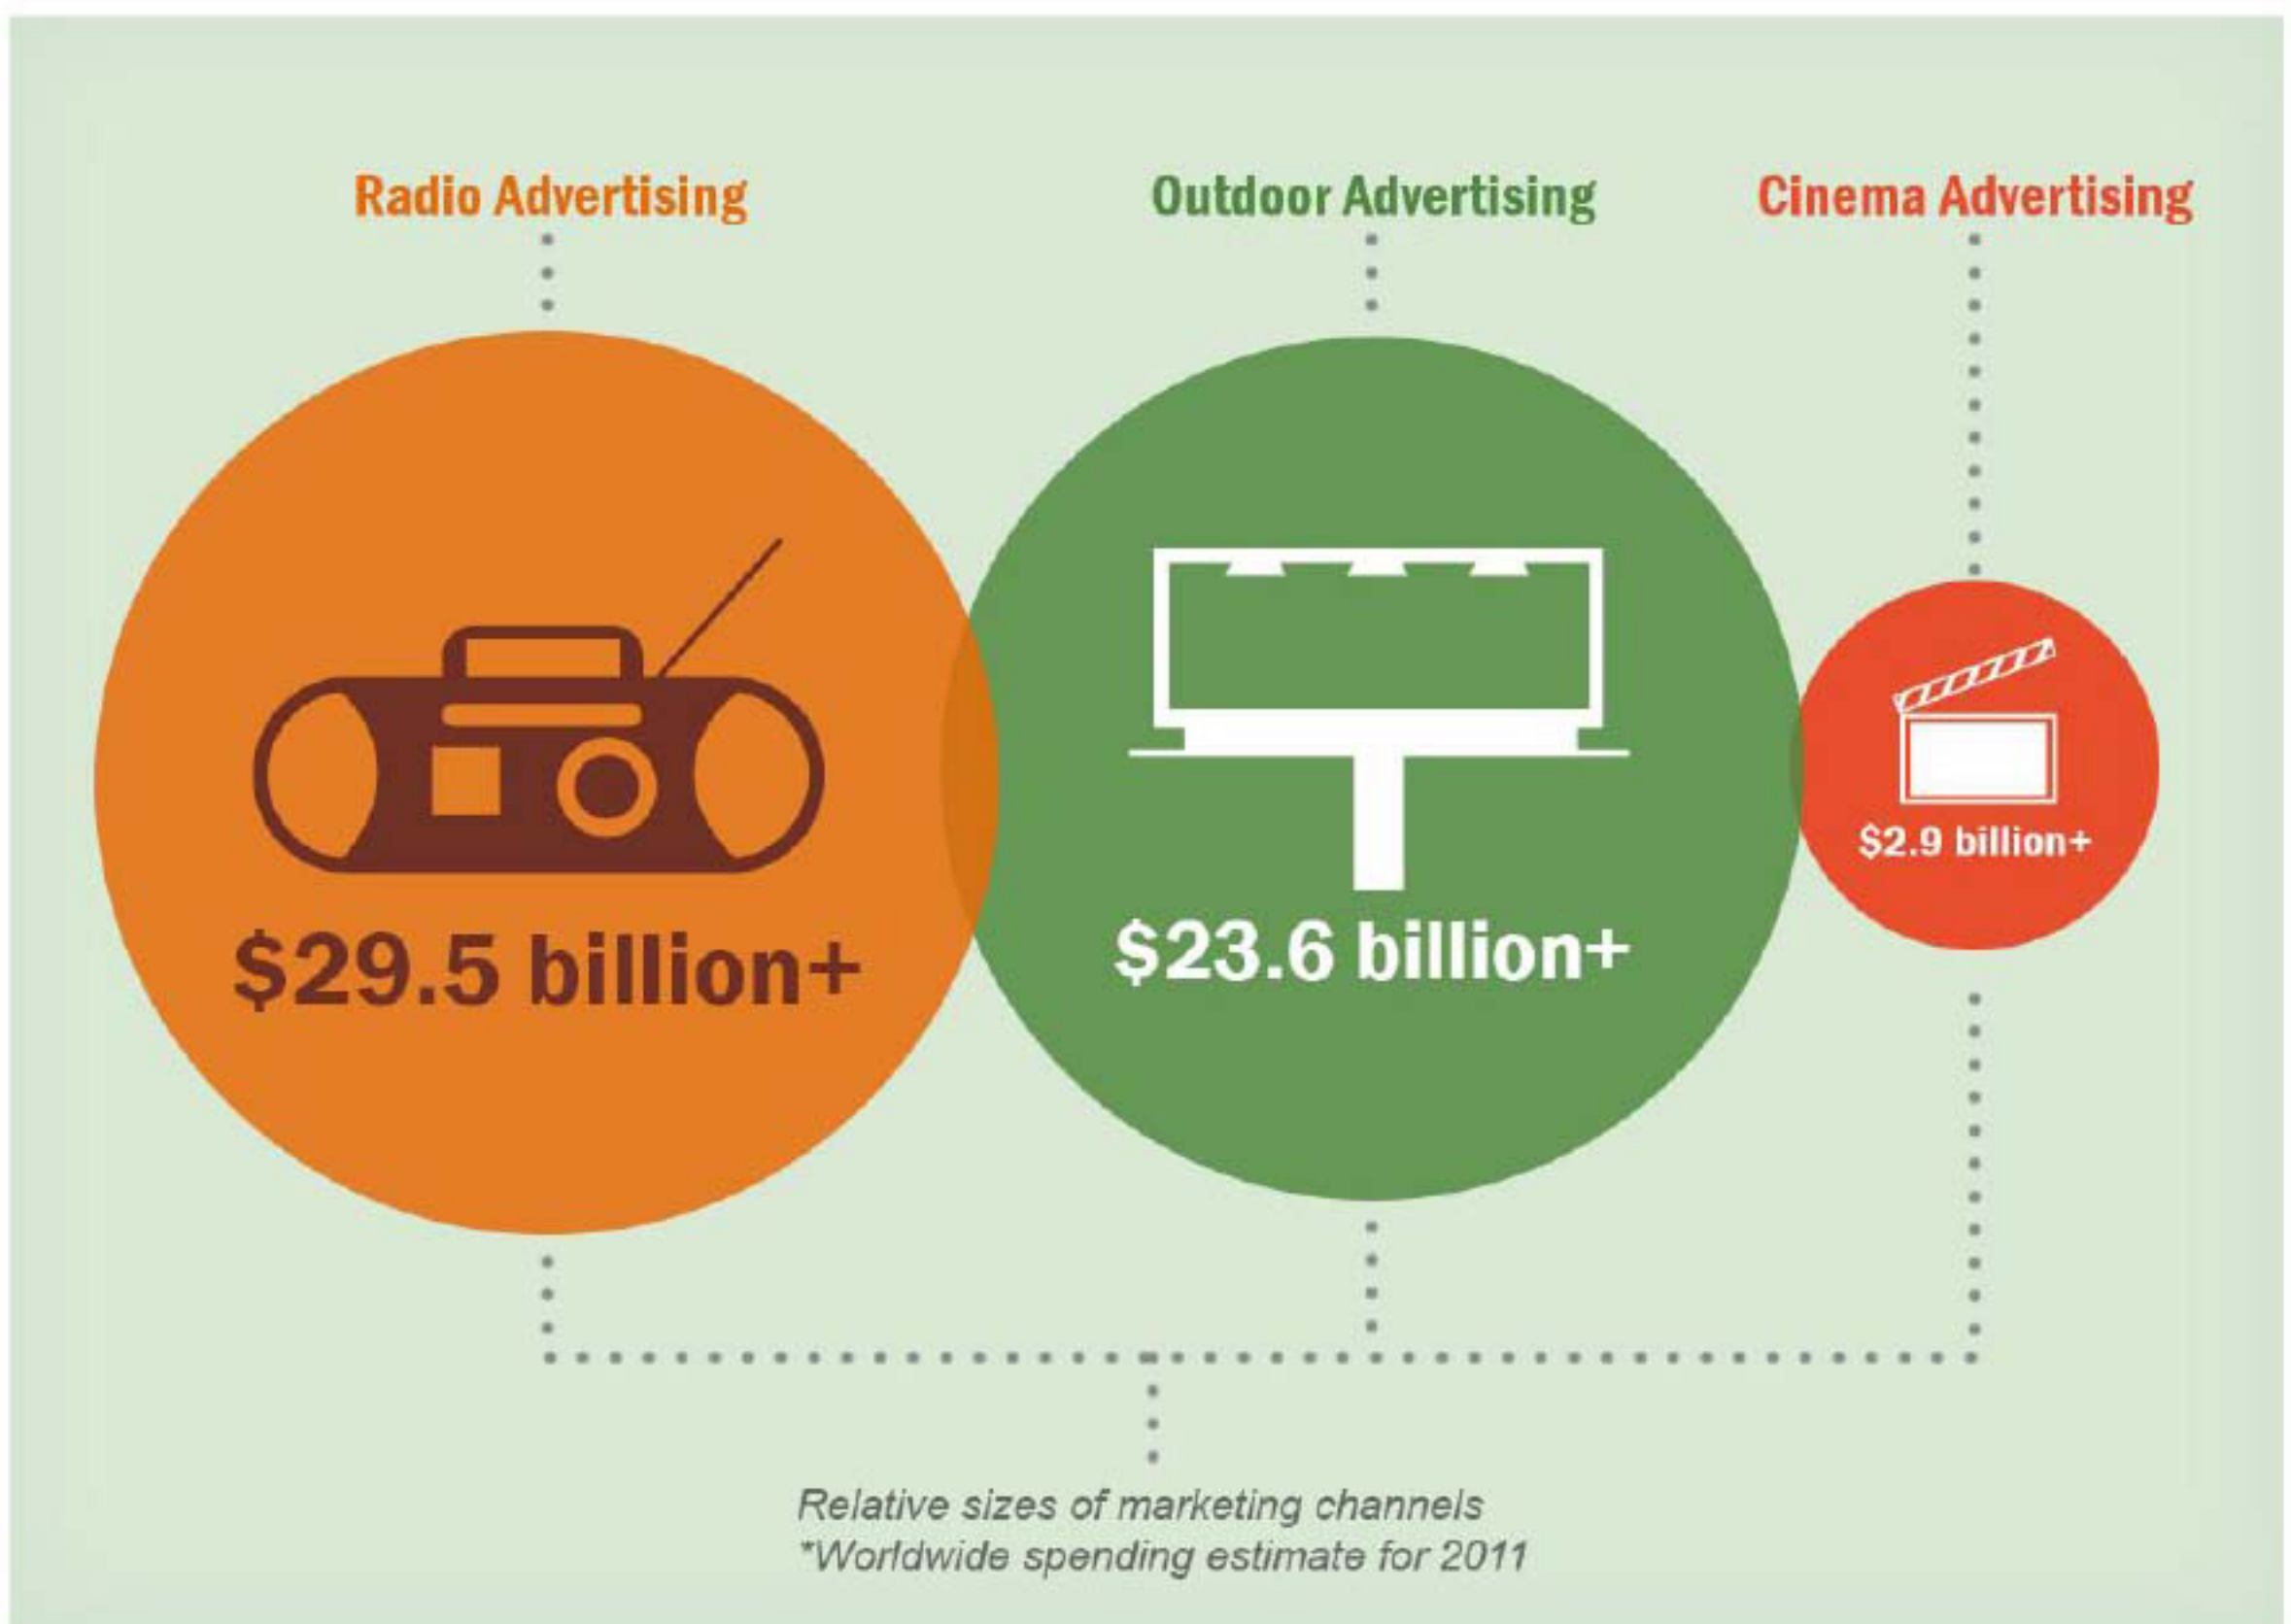 Radio Advertising
Outdoor Advertising
Cinema Advertising
$29.5 billion+
$23.6 billion+
$2.9 billion+
Relative sizes of marketing channels
*Worldwide spending estimate for 2011